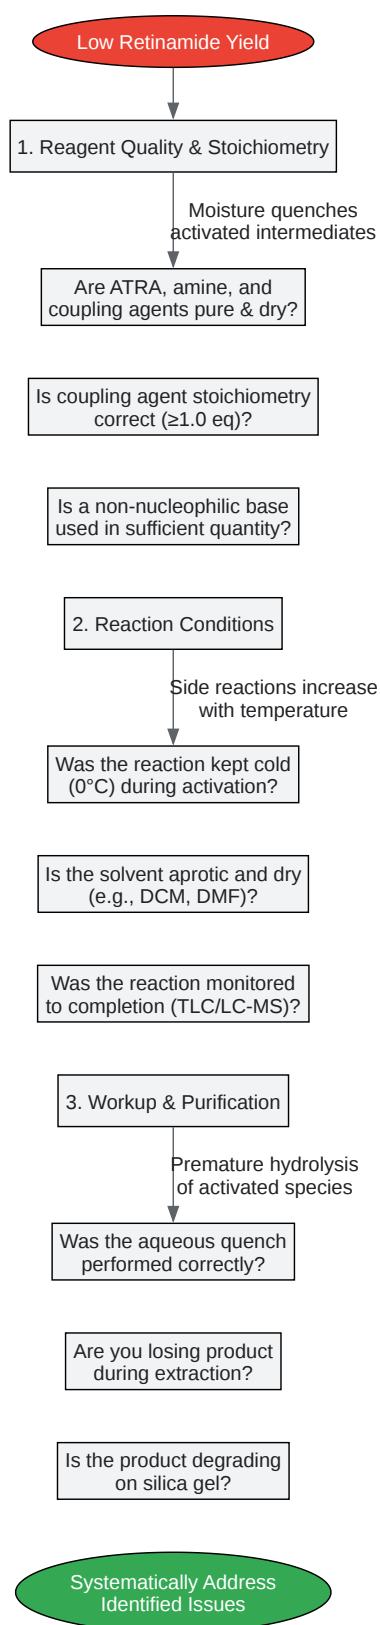 Low Retinamide Yield
1. Reagent Quality & Stoichiometry
Moisture quenches
activated intermediates
Are ATRA, amine, and
coupling agents pure & dry?
Is coupling agent stoichiometry
correct (≥1.0 eq)?
Is a non-nucleophilic base
used in sufficient quantity?
2. Reaction Conditions
Side reactions increase
with temperature
Was the reaction kept cold
(0°C) during activation?
Is the solvent aprotic and dry
(e.g., DCM, DMF)?
Was the reaction monitored
to completion (TLC/LC-MS)?
3. Workup & Purification
Premature hydrolysis
of activated species
Was the aqueous quench
performed correctly?
Are you losing product
during extraction?
Is the product degrading
on silica gel?
Systematically Address
Identified Issues